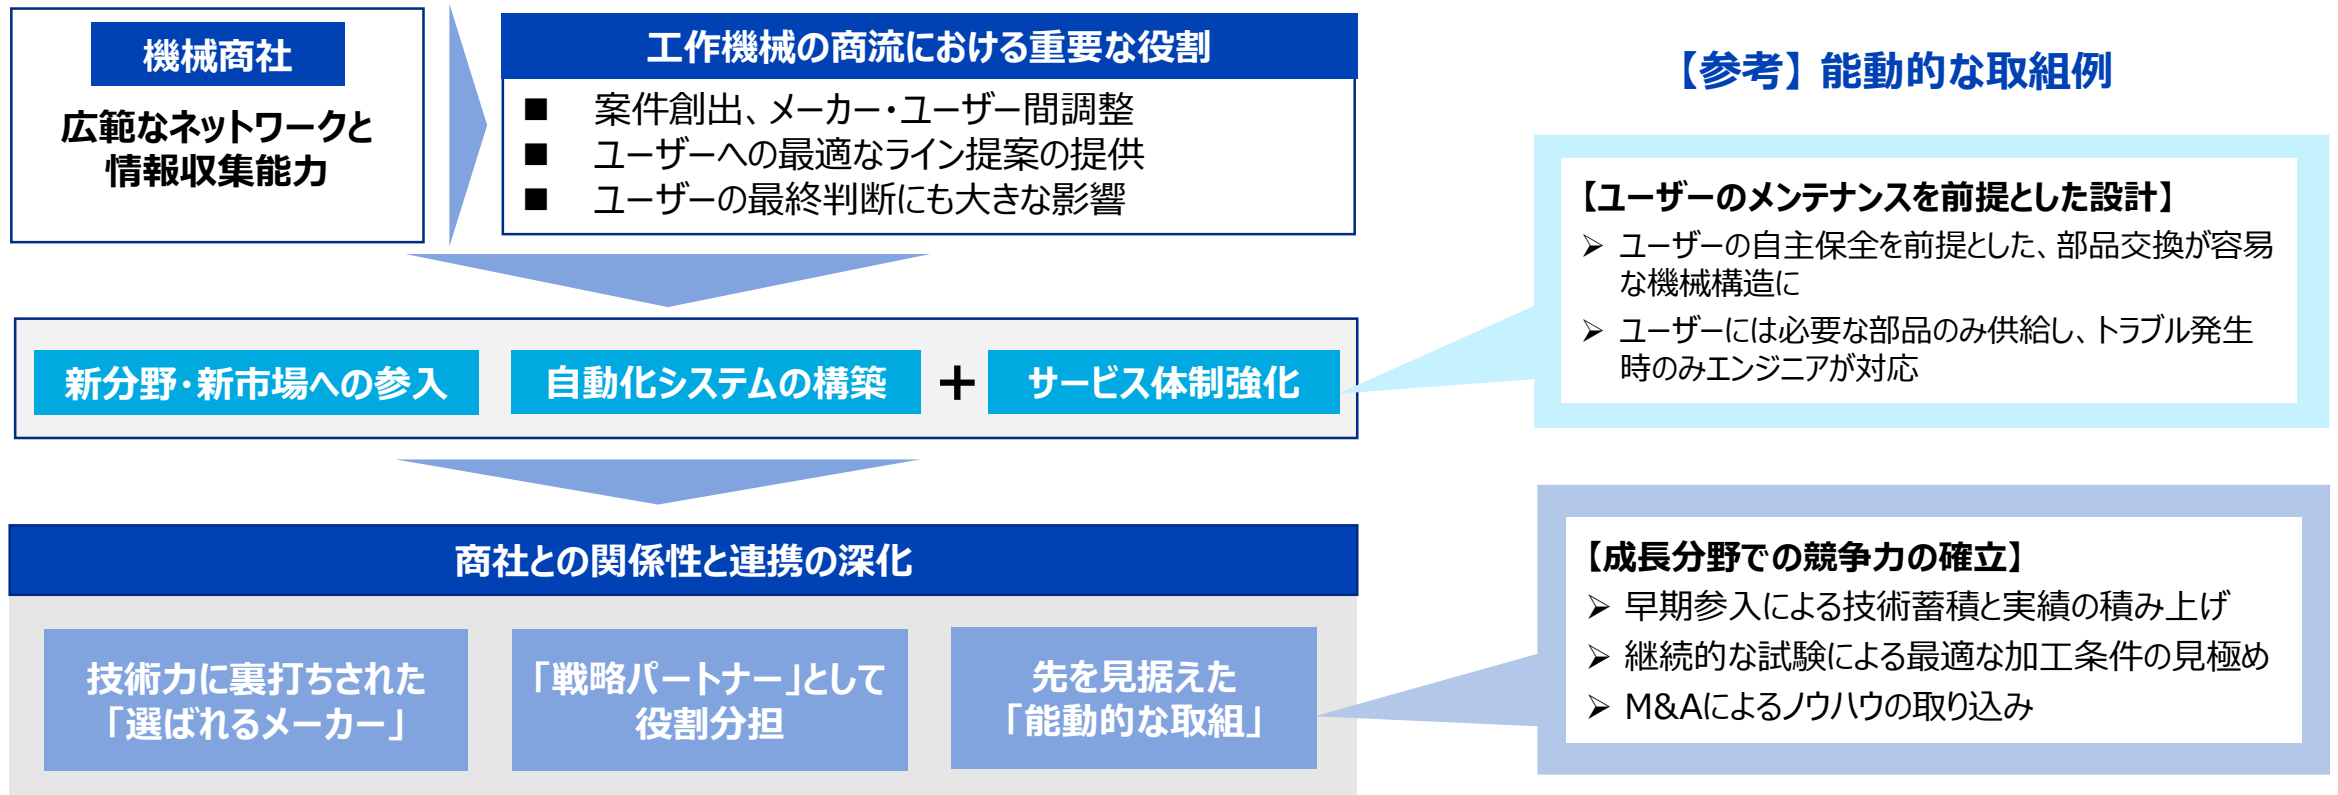 機械商社
広範なネットワークと
情報収集能力
工作機械の商流における重要な役割
■ 案件創出、メーカー・ユーザー間調整
■ ユーザーへの最適なライン提案の提供
■ ユーザーの最終判断にも大きな影響
新分野・新市場への参入
自動化システムの構築
+
サービス体制強化
商社との関係性と連携の深化
技術力に裏打ちされた
「選ばれるメーカー」
「戦略パートナー」として
役割分担
先を見据えた
「能動的な取組」
【参考】能動的な取組例
【ユーザーのメンテナンスを前提とした設計】
➢ ユーザーの自主保全を前提とした、部品交換が容易
な機械構造に
➢ ユーザーには必要な部品のみ供給し、トラブル発生
時のみエンジニアが対応
【成長分野での競争力の確立】
➢ 早期参入による技術蓄積と実績の積み上げ
➢ 継続的な試験による最適な加工条件の見極め
➢ M&Aによるノウハウの取り込み